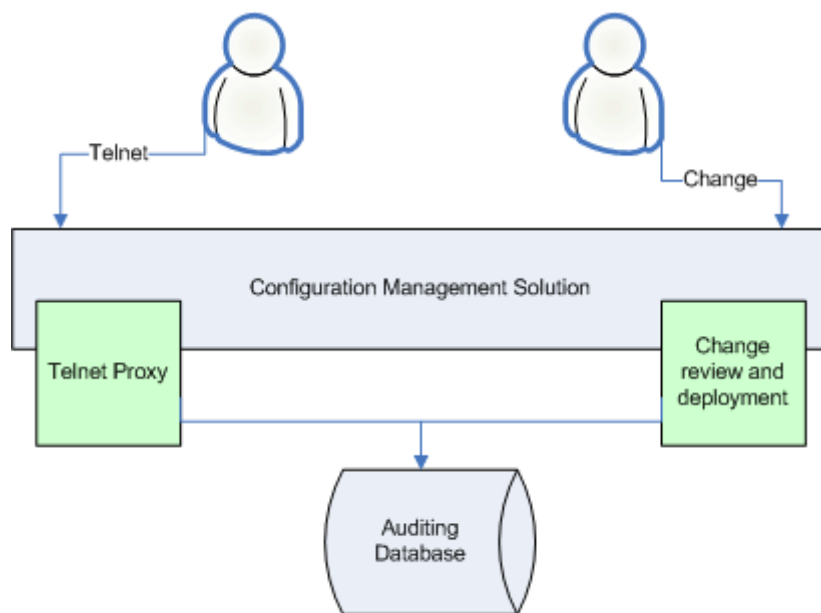 Telnet
Change
Configuration Management Solution
Telnet Proxy
Change
review and
deployment
Auditing
Database